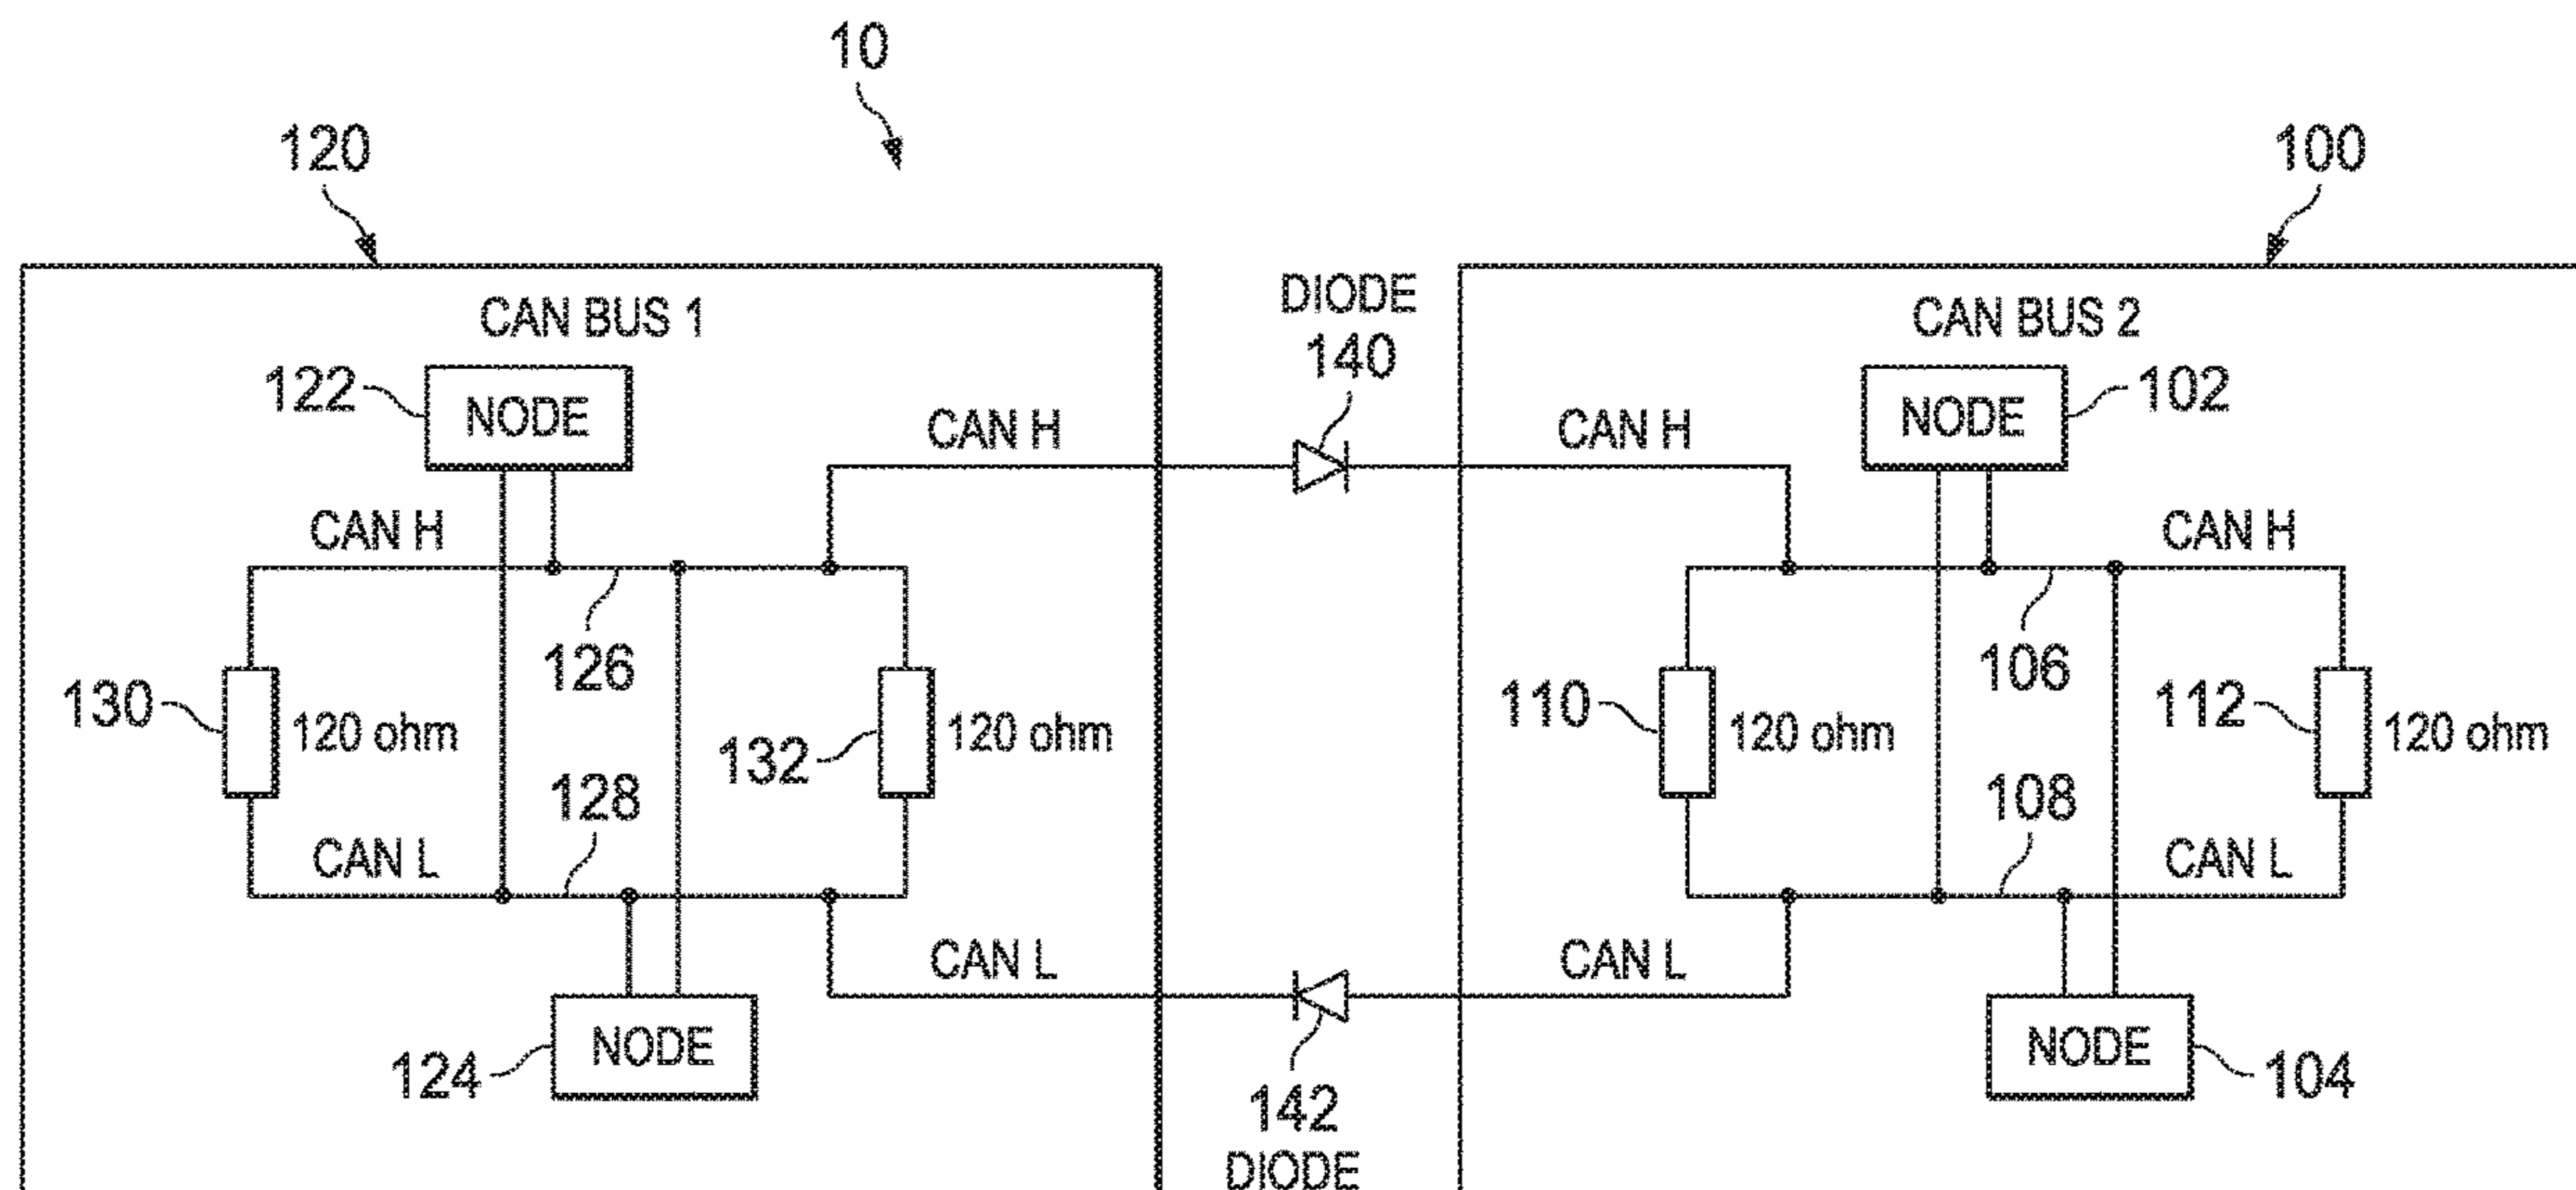 10
120
100
CAN BUS 1
DIODE
140
CAN BUS 2
122
NODE
CAN H
CAN H
NODE
102
CAN H
CAN H
126
106
130
120 ohm
132
120 ohm
110
120 ohm
112
120 ohm
128
108
CAN L
CAN L
CAN L
CAN L
124
NODE
142
DIODE
NODE
104